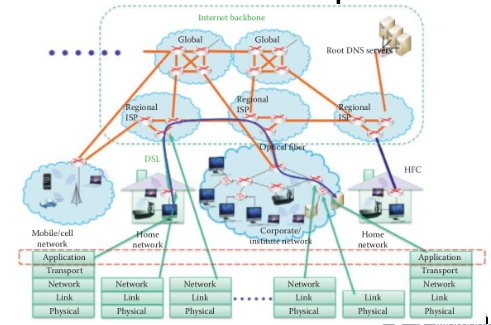 Internet backbone
Global
Global
Root DNS servers
Regional
ISP
Regional
ISP
Regional
ISP
Optical fiber
DSL
HFC
Mobile/cell
network
Home
network
Corporate/
institute network
Home
network
Application
Transport
Network
Link
Physical
Network
Link
Physical
Network
Link
Physical
Network
Link
Physical
Link
Physical
Application
Transport
Network
Link
Physical